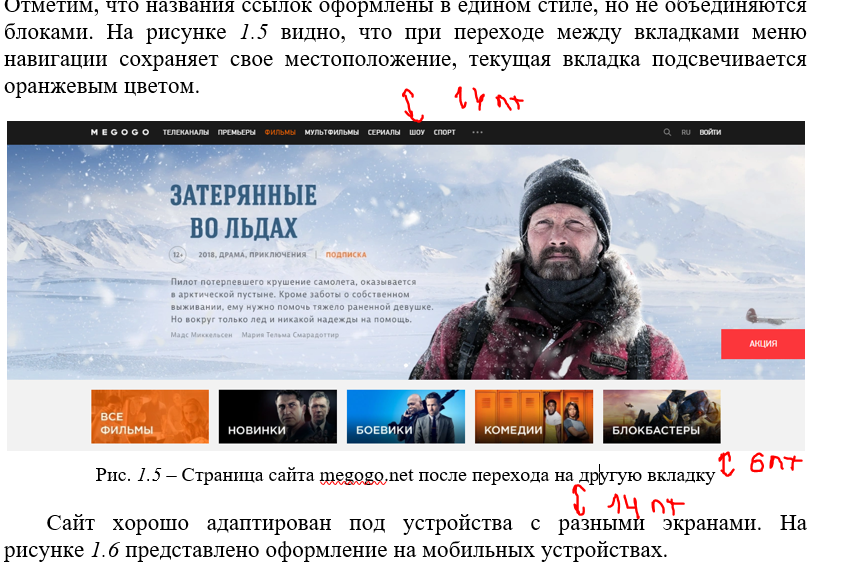 Отметим, что названия ссылок оформлены в едином стиле, но не объединяются
блоками. На рисунке 1.5 видно, что при переходе между вкладками меню
навигации сохраняет свое местоположение, текущая вкладка подсвечивается
оранжевым цветом.
14 пт
MEGOGO ТЕЛЕКАНАЛЫ ПРЕМЬЕРЫ ФИЛЬМЫ МУЛЬТФИЛЬМЫ СЕРИАЛЫ ШОУ СПОРТ ••• RU ВОЙТИ
ЗАТЕРЯННЫЕ
ВО ЛЬДАХ
12+ 2018, ДРАМА, ПРИКЛЮЧЕНИЯ | ПОДПИСКА
Пилот потерпевшего крушение самолета, оказывается
в арктической пустыне. Кроме заботы о собственном
выживании, ему нужно помочь тяжело раненной девушке.
Но вокруг только лед и никакой надежды на помощь.
Мадс Миккельсен Мария Тельма Смарадоттир
АКЦИЯ
ВСЕ
ФИЛЬМЫ
НОВИНКИ
БОЕВИКИ
КОМЕДИИ
БЛОКБАСТЕРЫ
6 пт
Рис. 1.5 – Страница сайта megogo.net после перехода на другую вкладку
14 пт
Сайт хорошо адаптирован под устройства с разными экранами. На
рисунке 1.6 представлено оформление на мобильных устройствах.